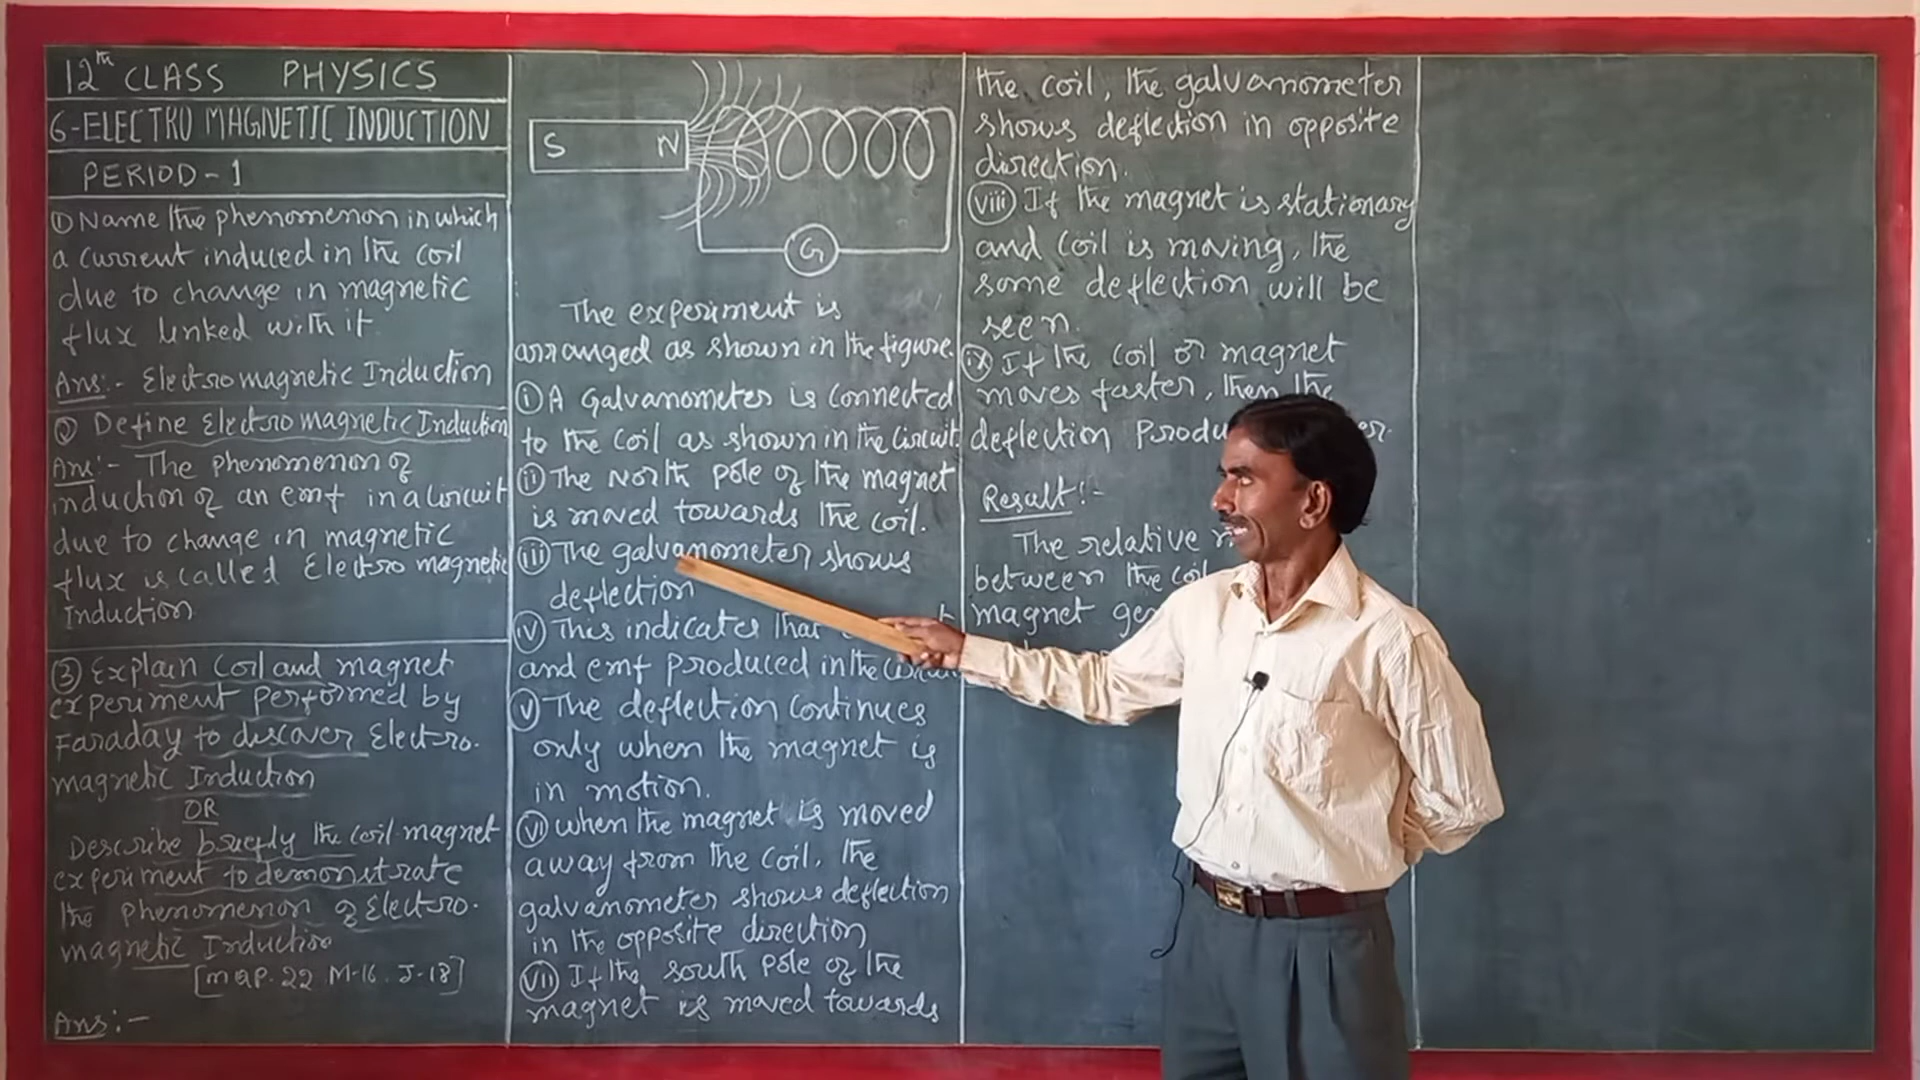 12th CLASS PHYSICS
6-ELECTRO MAGNETIC INDUCTION
PERIOD-1
① Name the phenomenon in which
a current induced in the coil
due to change in magnetic
flux linked with it.
Ans:- Electromagnetic Induction
② Define Electro magnetic Induction
Ans:- The phenomenon of
induction of an emf in a circuit
due to change in magnetic
flux is called Electro magnetic
Induction
③ Explain coil and magnet
experiment performed by
Faraday to discover Electro-
magnetic Induction
OR
Describe briefly the coil-magnet
experiment to demonstrate
the phenomenon of Electro-
magnetic Induction
[mqp.22 M-16. J-18]
Ans:-
S N
G
The experiment is
arranged as shown in the figure.
i) A Galvanometer is connected
to the coil as shown in the circuit.
ii) The North pole of the magnet
is moved towards the coil.
iii) The galvanometer shows
deflection
iv) This indicates that
and emf produced in the
v) The deflection continues
only when the magnet is
in motion.
vi) when the magnet is moved
away from the coil, the
galvanometer shows deflection
in the opposite direction
vii) If the south pole of the
magnet is moved towards
the coil, the galvanometer
shows deflection in opposite
direction.
viii) If the magnet is stationary
and coil is moving, the
same deflection will be
seen.
ix) If the coil or magnet
moves faster, then the
deflection
Result:-
The relative
between the
magnet